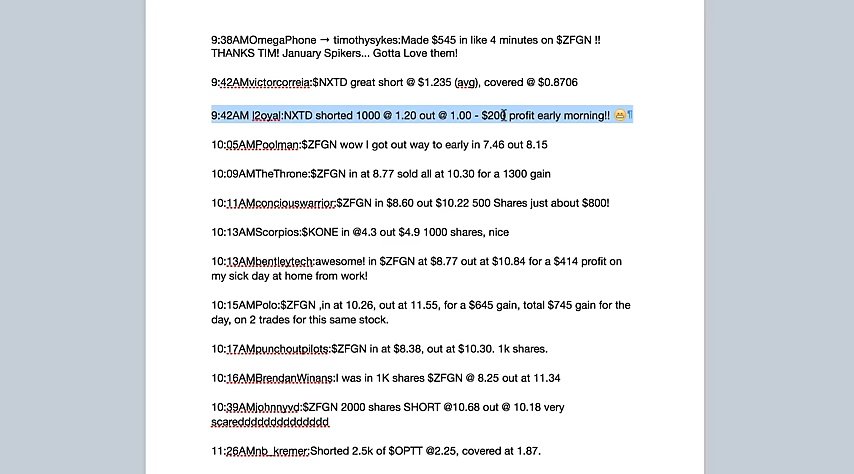 9:38AMOmegaPhone → timothysykes:Made $545 in like 4 minutes on $ZFGN !!
THANKS TIM! January Spikers... Gotta Love them!
9:42AMvictorcorreia:$NXTD great short @ $1.235 (avg), covered @ $0.8706
9:42AM |2oyal:NXTD shorted 1000 @ 1.20 out @ 1.00 - $200 profit early morning!! 😁¶
10:05AMPoolman:$ZFGN wow I got out way to early in 7.46 out 8.15
10:09AMTheThrone:$ZFGN in at 8.77 sold all at 10.30 for a 1300 gain
10:11AMconciouswarrior:$ZFGN in $8.60 out $10.22 500 Shares just about $800!
10:13AMScorpios:$KONE in @4.3 out $4.9 1000 shares, nice
10:13AMbentleytech:awesome! in $ZFGN at $8.77 out at $10.84 for a $414 profit on
my sick day at home from work!
10:15AMPolo:$ZFGN ,in at 10.26, out at 11.55, for a $645 gain, total $745 gain for the
day, on 2 trades for this same stock.
10:17AMpunchoutpilots:$ZFGN in at $8.38, out at $10.30. 1k shares.
10:16AMBrendanWinans:I was in 1K shares $ZFGN @ 8.25 out at 11.34
10:39AMjohnnyvd:$ZFGN 2000 shares SHORT @10.68 out @ 10.18 very
scaredddddddddddddd
11:26AMnb_kremer:Shorted 2.5k of $OPTT @2.25, covered at 1.87.